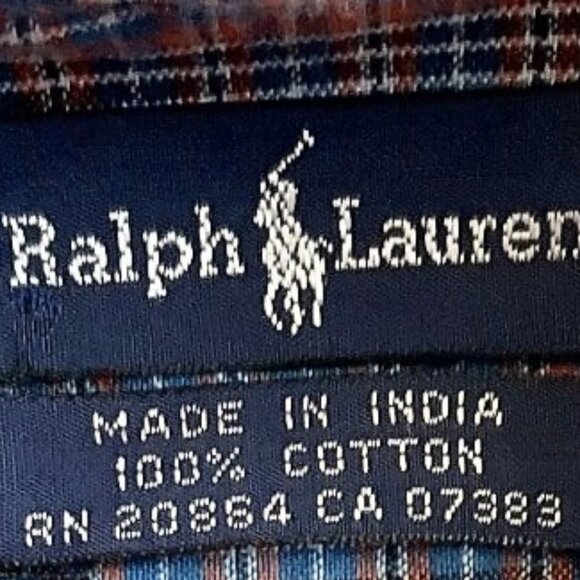 Ralph Lauren
MADE IN INDIA
100% COTTON
RN 20864 CA 07383